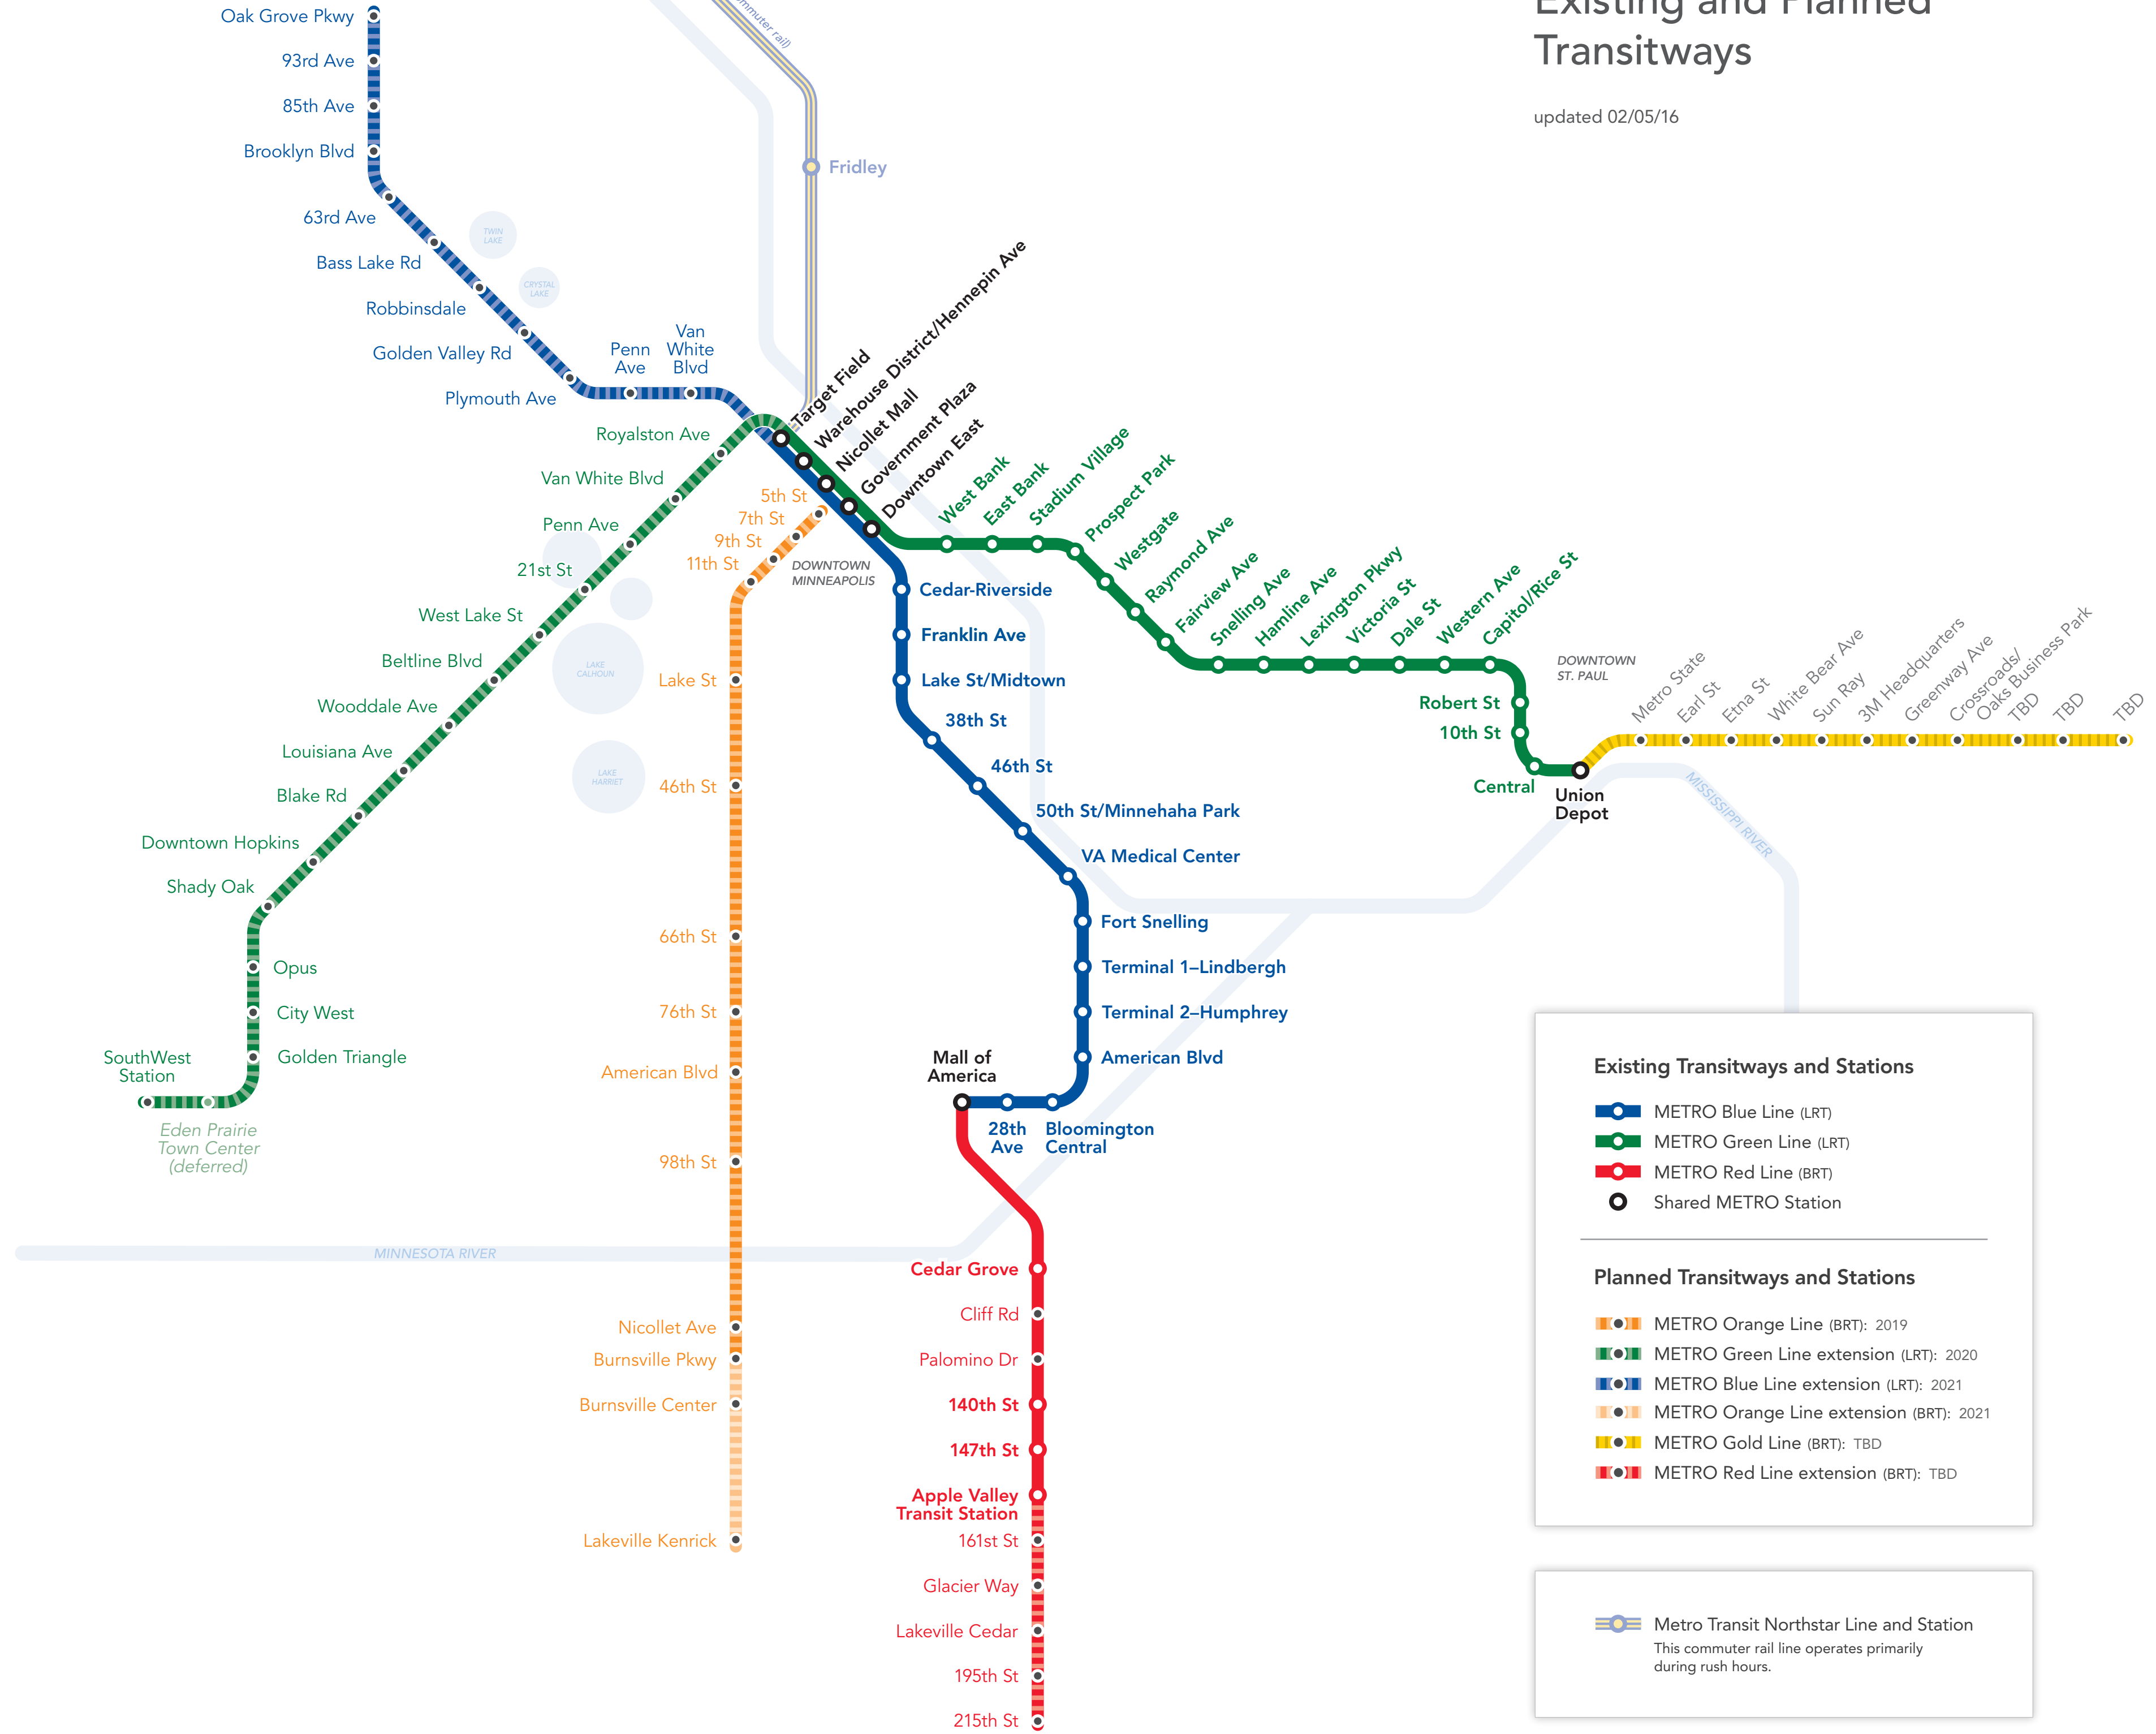 Existing and Planned
Transitways
updated 02/05/16
mmuter rail)
Fridley
Oak Grove Pkwy
93rd Ave
85th Ave
Brooklyn Blvd
63rd Ave
Bass Lake Rd
Robbinsdale
Golden Valley Rd
Plymouth Ave
Penn
Ave
Van
White
Blvd
TWIN
LAKE
CRYSTAL
LAKE
Target Field
Warehouse District/Hennepin Ave
Nicollet Mall
Government Plaza
Downtown East
Royalston Ave
Van White Blvd
Penn Ave
21st St
West Lake St
Beltline Blvd
Wooddale Ave
Louisiana Ave
Blake Rd
Downtown Hopkins
Shady Oak
Opus
City West
Golden Triangle
SouthWest
Station
Eden Prairie
Town Center
(deferred)
LAKE
CALHOUN
LAKE
HARRIET
5th St
7th St
9th St
11th St
DOWNTOWN
MINNEAPOLIS
Lake St
46th St
66th St
76th St
American Blvd
98th St
Nicollet Ave
Burnsville Pkwy
Burnsville Center
Lakeville Kenrick
West Bank
East Bank
Stadium Village
Prospect Park
Westgate
Raymond Ave
Fairview Ave
Snelling Ave
Hamline Ave
Lexington Pkwy
Victoria St
Dale St
Western Ave
Capitol/Rice St
Robert St
10th St
Central
Union
Depot
DOWNTOWN
ST. PAUL
Metro State
Earl St
Etna St
White Bear Ave
Sun Ray
3M Headquarters
Greenway Ave
Crossroads/
Oaks Business Park
TBD
TBD
TBD
MISSISSIPPI RIVER
Cedar-Riverside
Franklin Ave
Lake St/Midtown
38th St
46th St
50th St/Minnehaha Park
VA Medical Center
Fort Snelling
Terminal 1–Lindbergh
Terminal 2–Humphrey
American Blvd
Bloomington
Central
28th
Ave
Mall of
America
MINNESOTA RIVER
Cedar Grove
Cliff Rd
Palomino Dr
140th St
147th St
Apple Valley
Transit Station
161st St
Glacier Way
Lakeville Cedar
195th St
215th St
Existing Transitways and Stations
METRO Blue Line (LRT)
METRO Green Line (LRT)
METRO Red Line (BRT)
Shared METRO Station
Planned Transitways and Stations
METRO Orange Line (BRT): 2019
METRO Green Line extension (LRT): 2020
METRO Blue Line extension (LRT): 2021
METRO Orange Line extension (BRT): 2021
METRO Gold Line (BRT): TBD
METRO Red Line extension (BRT): TBD
Metro Transit Northstar Line and Station
This commuter rail line operates primarily
during rush hours.